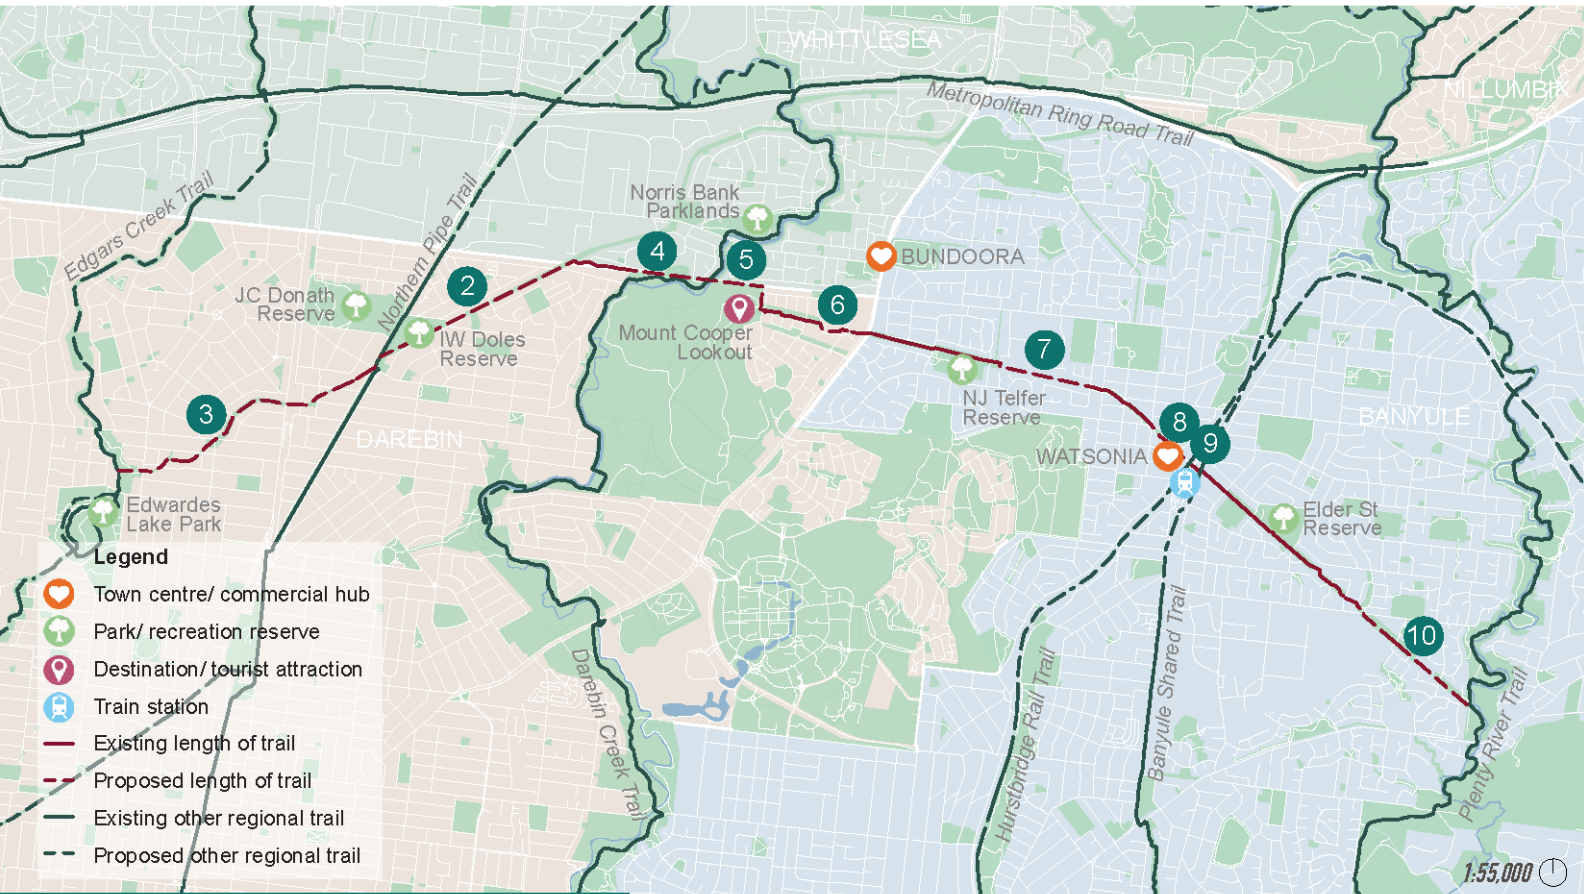 WHITTLESEA
NILLUMBIK
Metropolitan Ring Road Trail
Edgars Creek Trail
Northern Pipe Trail
Norris Bank
Parklands
4
5
BUNDOORA
2
JC Donath
Reserve
IW Doles
Reserve
Mount Cooper
Lookout
6
7
NJ Telfer
Reserve
3
DAREBIN
BANYULE
8
9
WATSONIA
Edwardes
Lake Park
Elder St
Reserve
10
Darebin Creek Trail
Hurstbridge Rail Trail
Banyule Shared Trail
Plenty River Trail
Legend
Town centre/ commercial hub
Park/ recreation reserve
Destination/ tourist attraction
Train station
Existing length of trail
Proposed length of trail
Existing other regional trail
Proposed other regional trail
1:55,000